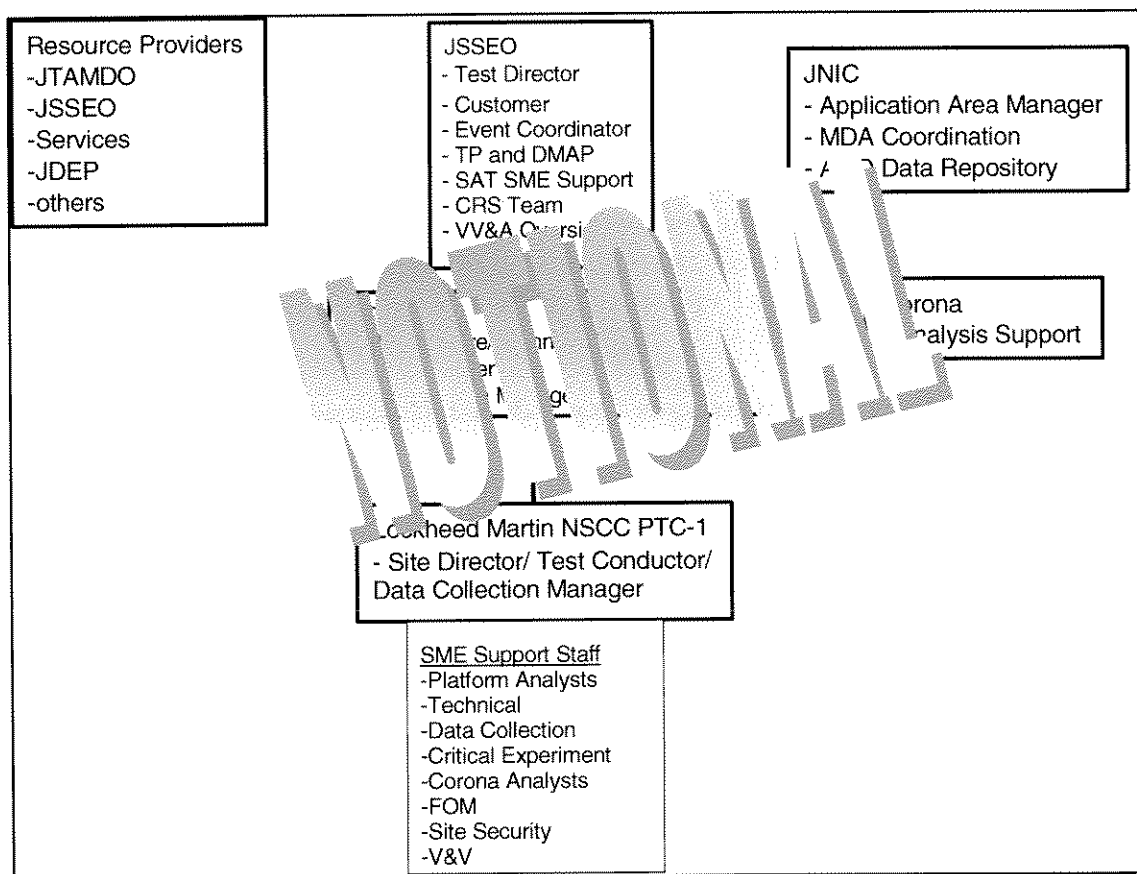 Resource Providers
-JTAMDO
-JSSEO
-Services
-JDEP
-others
JSSEO
- Test Director
- Customer
- Event Coordinator
- TP and DMAP
- SAT SME Support
- CRS Team
- VV&A
JNIC
- Application Area Manager
- MDA Coordination
- Data Repository
NOTIONAL
Support
Lockheed Martin NSCC PTC-1
- Site Director/ Test Conductor/
Data Collection Manager
SME Support Staff
-Platform Analysts
-Technical
-Data Collection
-Critical Experiment
-Corona Analysts
-FOM
-Site Security
-V&V